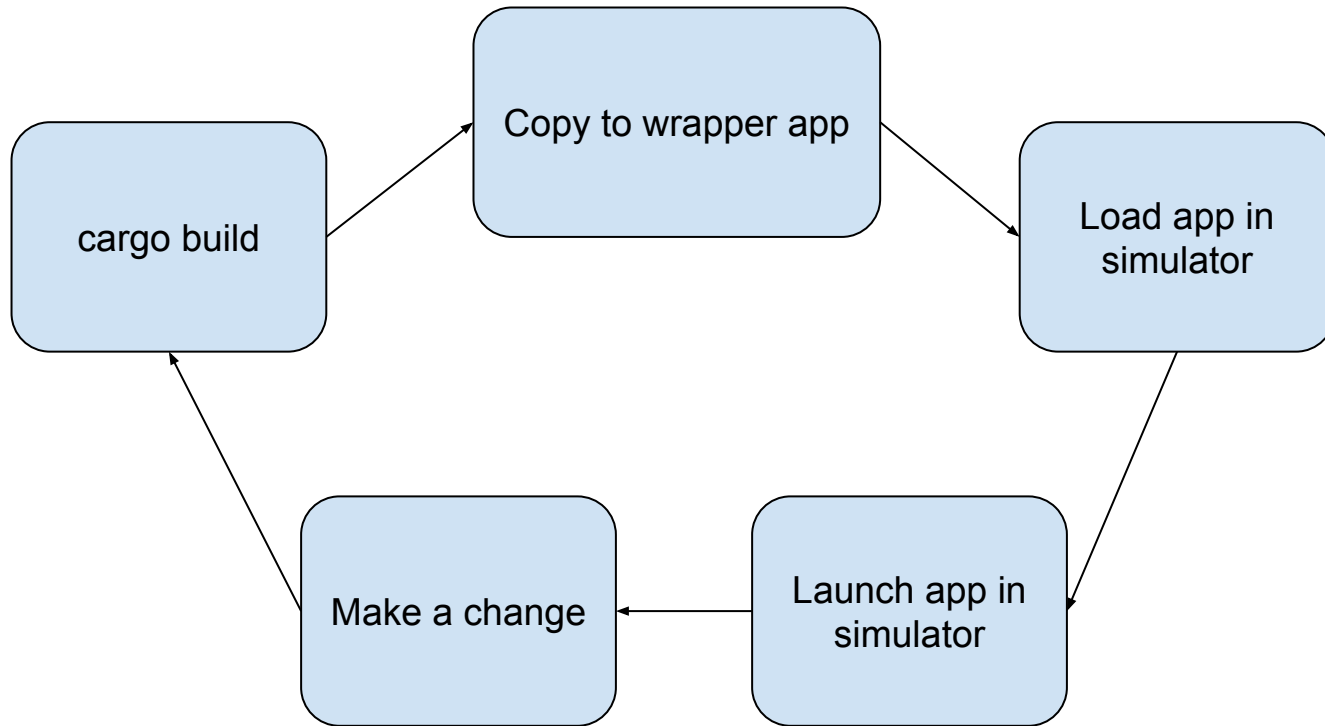 Copy to wrapper app
cargo build
Load app in
simulator
Make a change
Launch app in
simulator